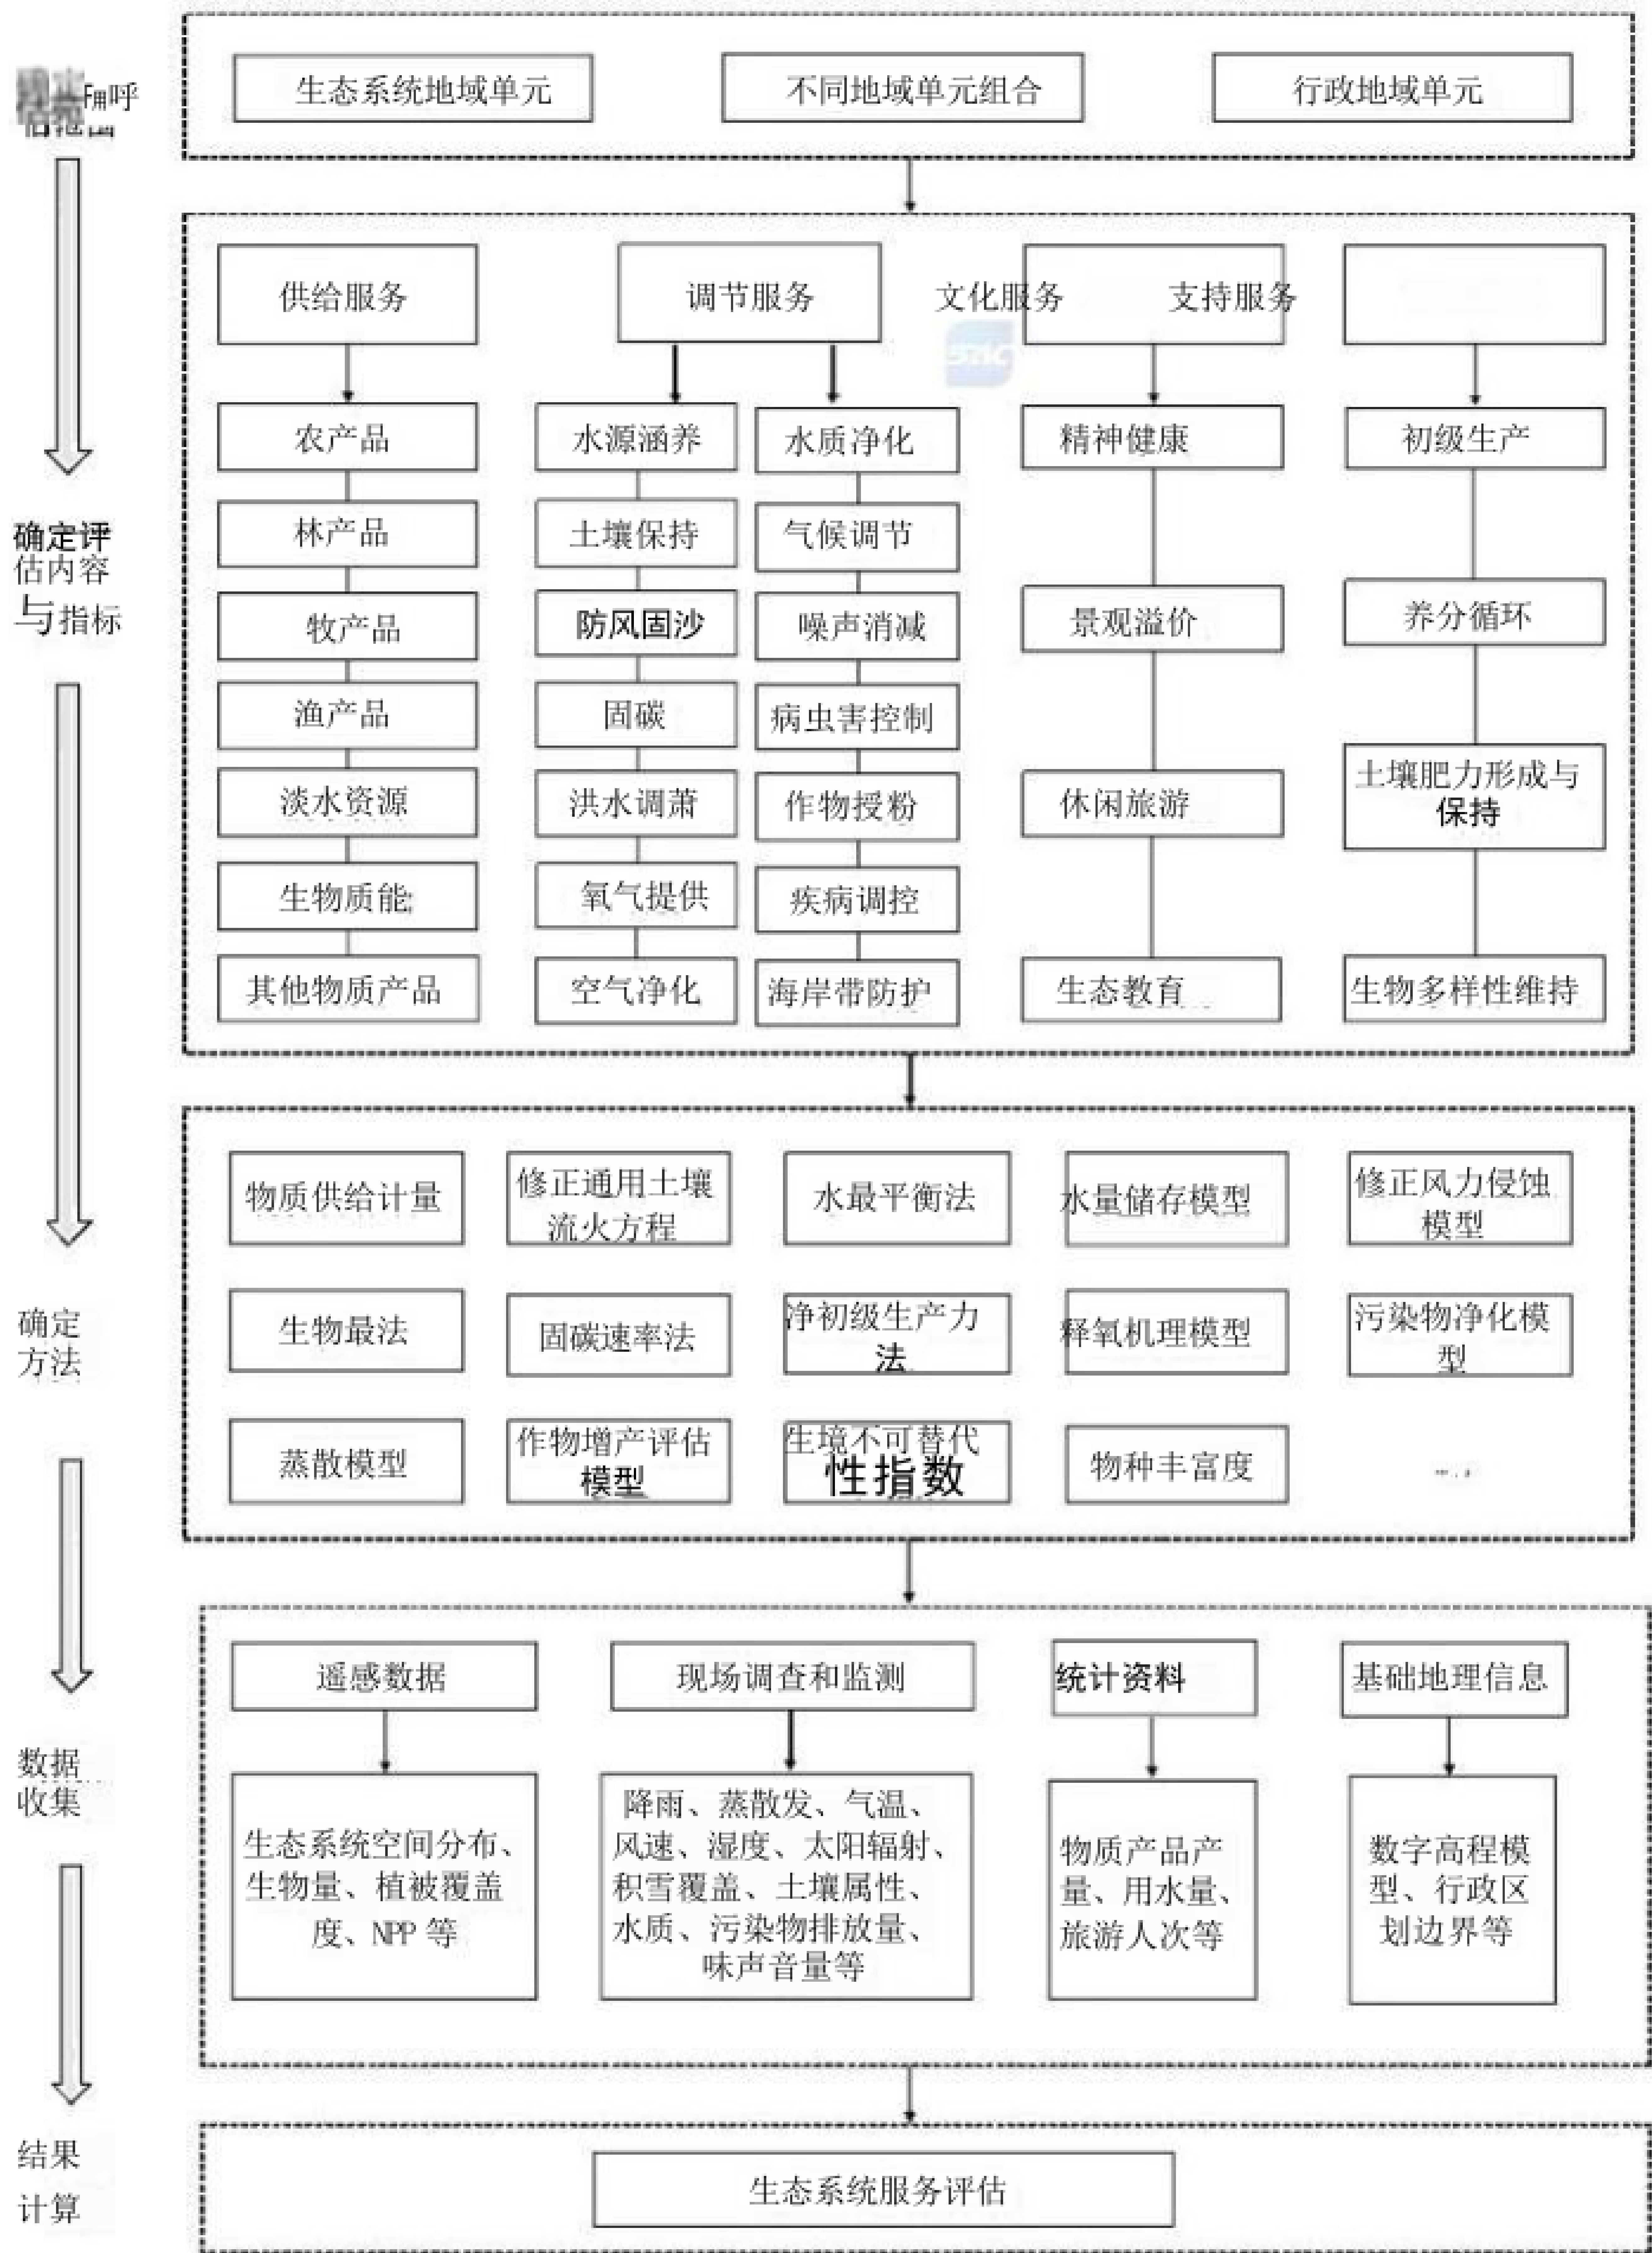 生态系统地域单元
不同地域单元组合
行政地域单元
供给服务
调节服务
文化服务
支持服务
农产品
水源涵养
水质净化
精神健康
初级生产
林产品
土壤保持
气候调节
确定评
估内容
与指标
牧产品
防风固沙
噪声消减
景观溢价
养分循环
渔产品
固碳
病虫害控制
淡水资源
洪水调萧
作物授粉
休闲旅游
土壤肥力形成与
保持
生物质能
氧气提供
疾病调控
其他物质产品
空气净化
海岸带防护
生态教育
生物多样性维持
物质供给计量
修正通用土壤
流火方程
水最平衡法
水量储存模型
修正风力侵蚀
模型
确定
方法
生物最法
固碳速率法
净初级生产力
法
释氧机理模型
污染物净化模
型
蒸散模型
作物增产评估
模型
生境不可替代
性指数
物种丰富度
遥感数据
现场调查和监测
统计资料
基础地理信息
数据
收集
生态系统空间分布、
生物量、植被覆盖
度、NPP 等
降雨、蒸散发、气温、
风速、湿度、太阳辐射、
积雪覆盖、土壤属性、
水质、污染物排放量、
味声音量等
物质产品产
量、用水量、
旅游人次等
数字高程模
型、行政区
划边界等
结果
计算
生态系统服务评估